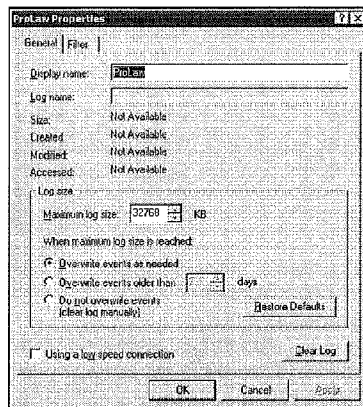 ProLaw Properties
General Filter
Display name: ProLaw
Log name:
Size: Not Available
Created: Not Available
Modified: Not Available
Accessed: Not Available
Log size
Maximum log size: 32768 KB
When maximum log size is reached:
Overwrite events as needed
Overwrite events older than 7 days
Do not overwrite events
(clear log manually)
Restore Defaults
Using a low speed connection
Clear Log
OK Cancel Apply